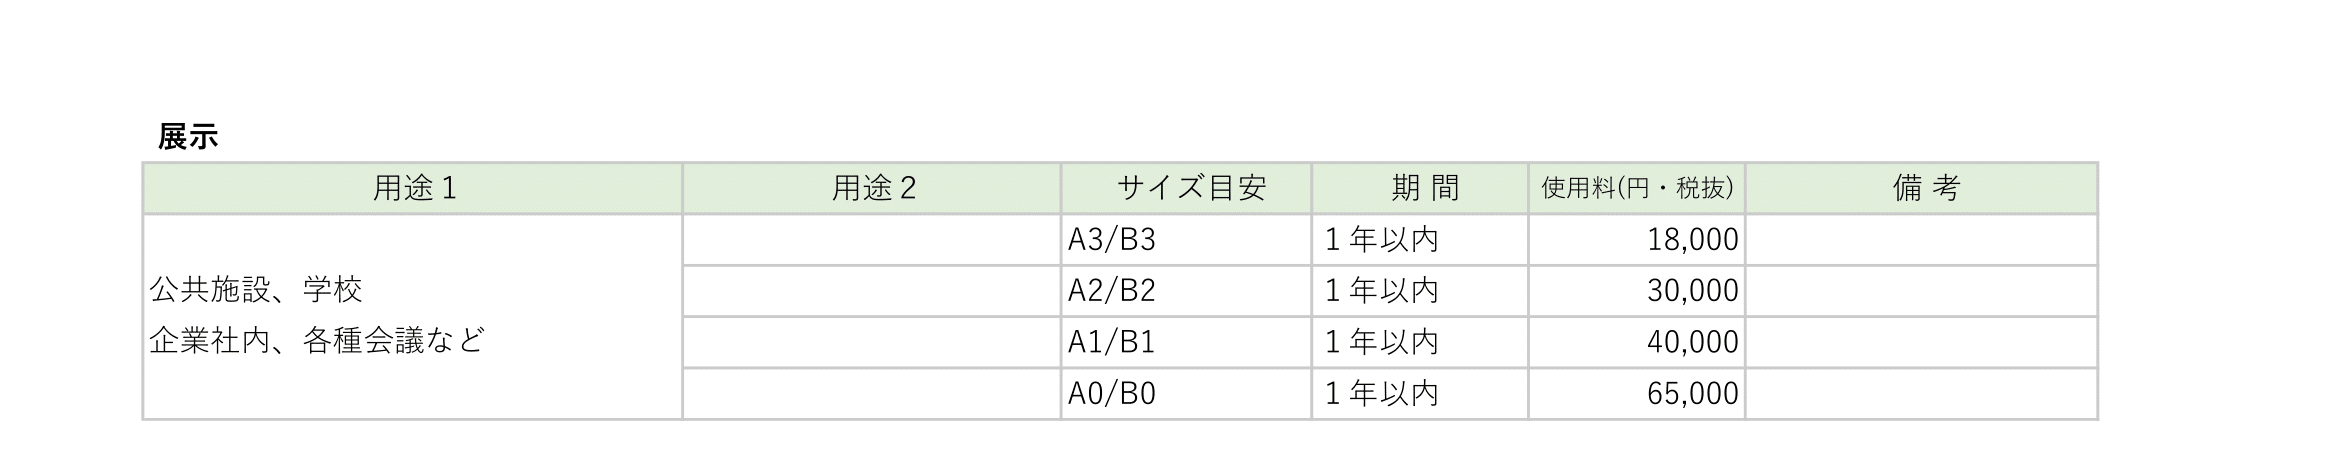 展示
用途１ 用途２ サイズ目安 期 間 使用料(円・税抜) 備 考
A3/B3 １年以内 18,000
公共施設、学校 A2/B2 １年以内 30,000
企業社内、各種会議など A1/B1 １年以内 40,000
A0/B0 １年以内 65,000